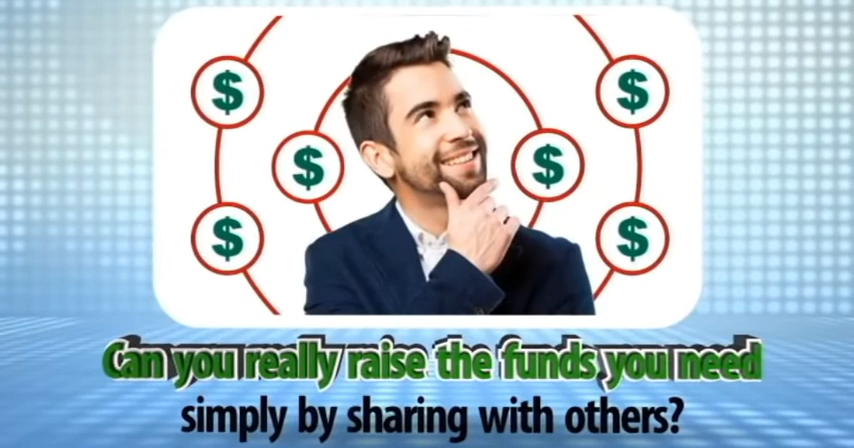 $ $
$ $
$ $
Can you really raise the funds you need
simply by sharing with others?